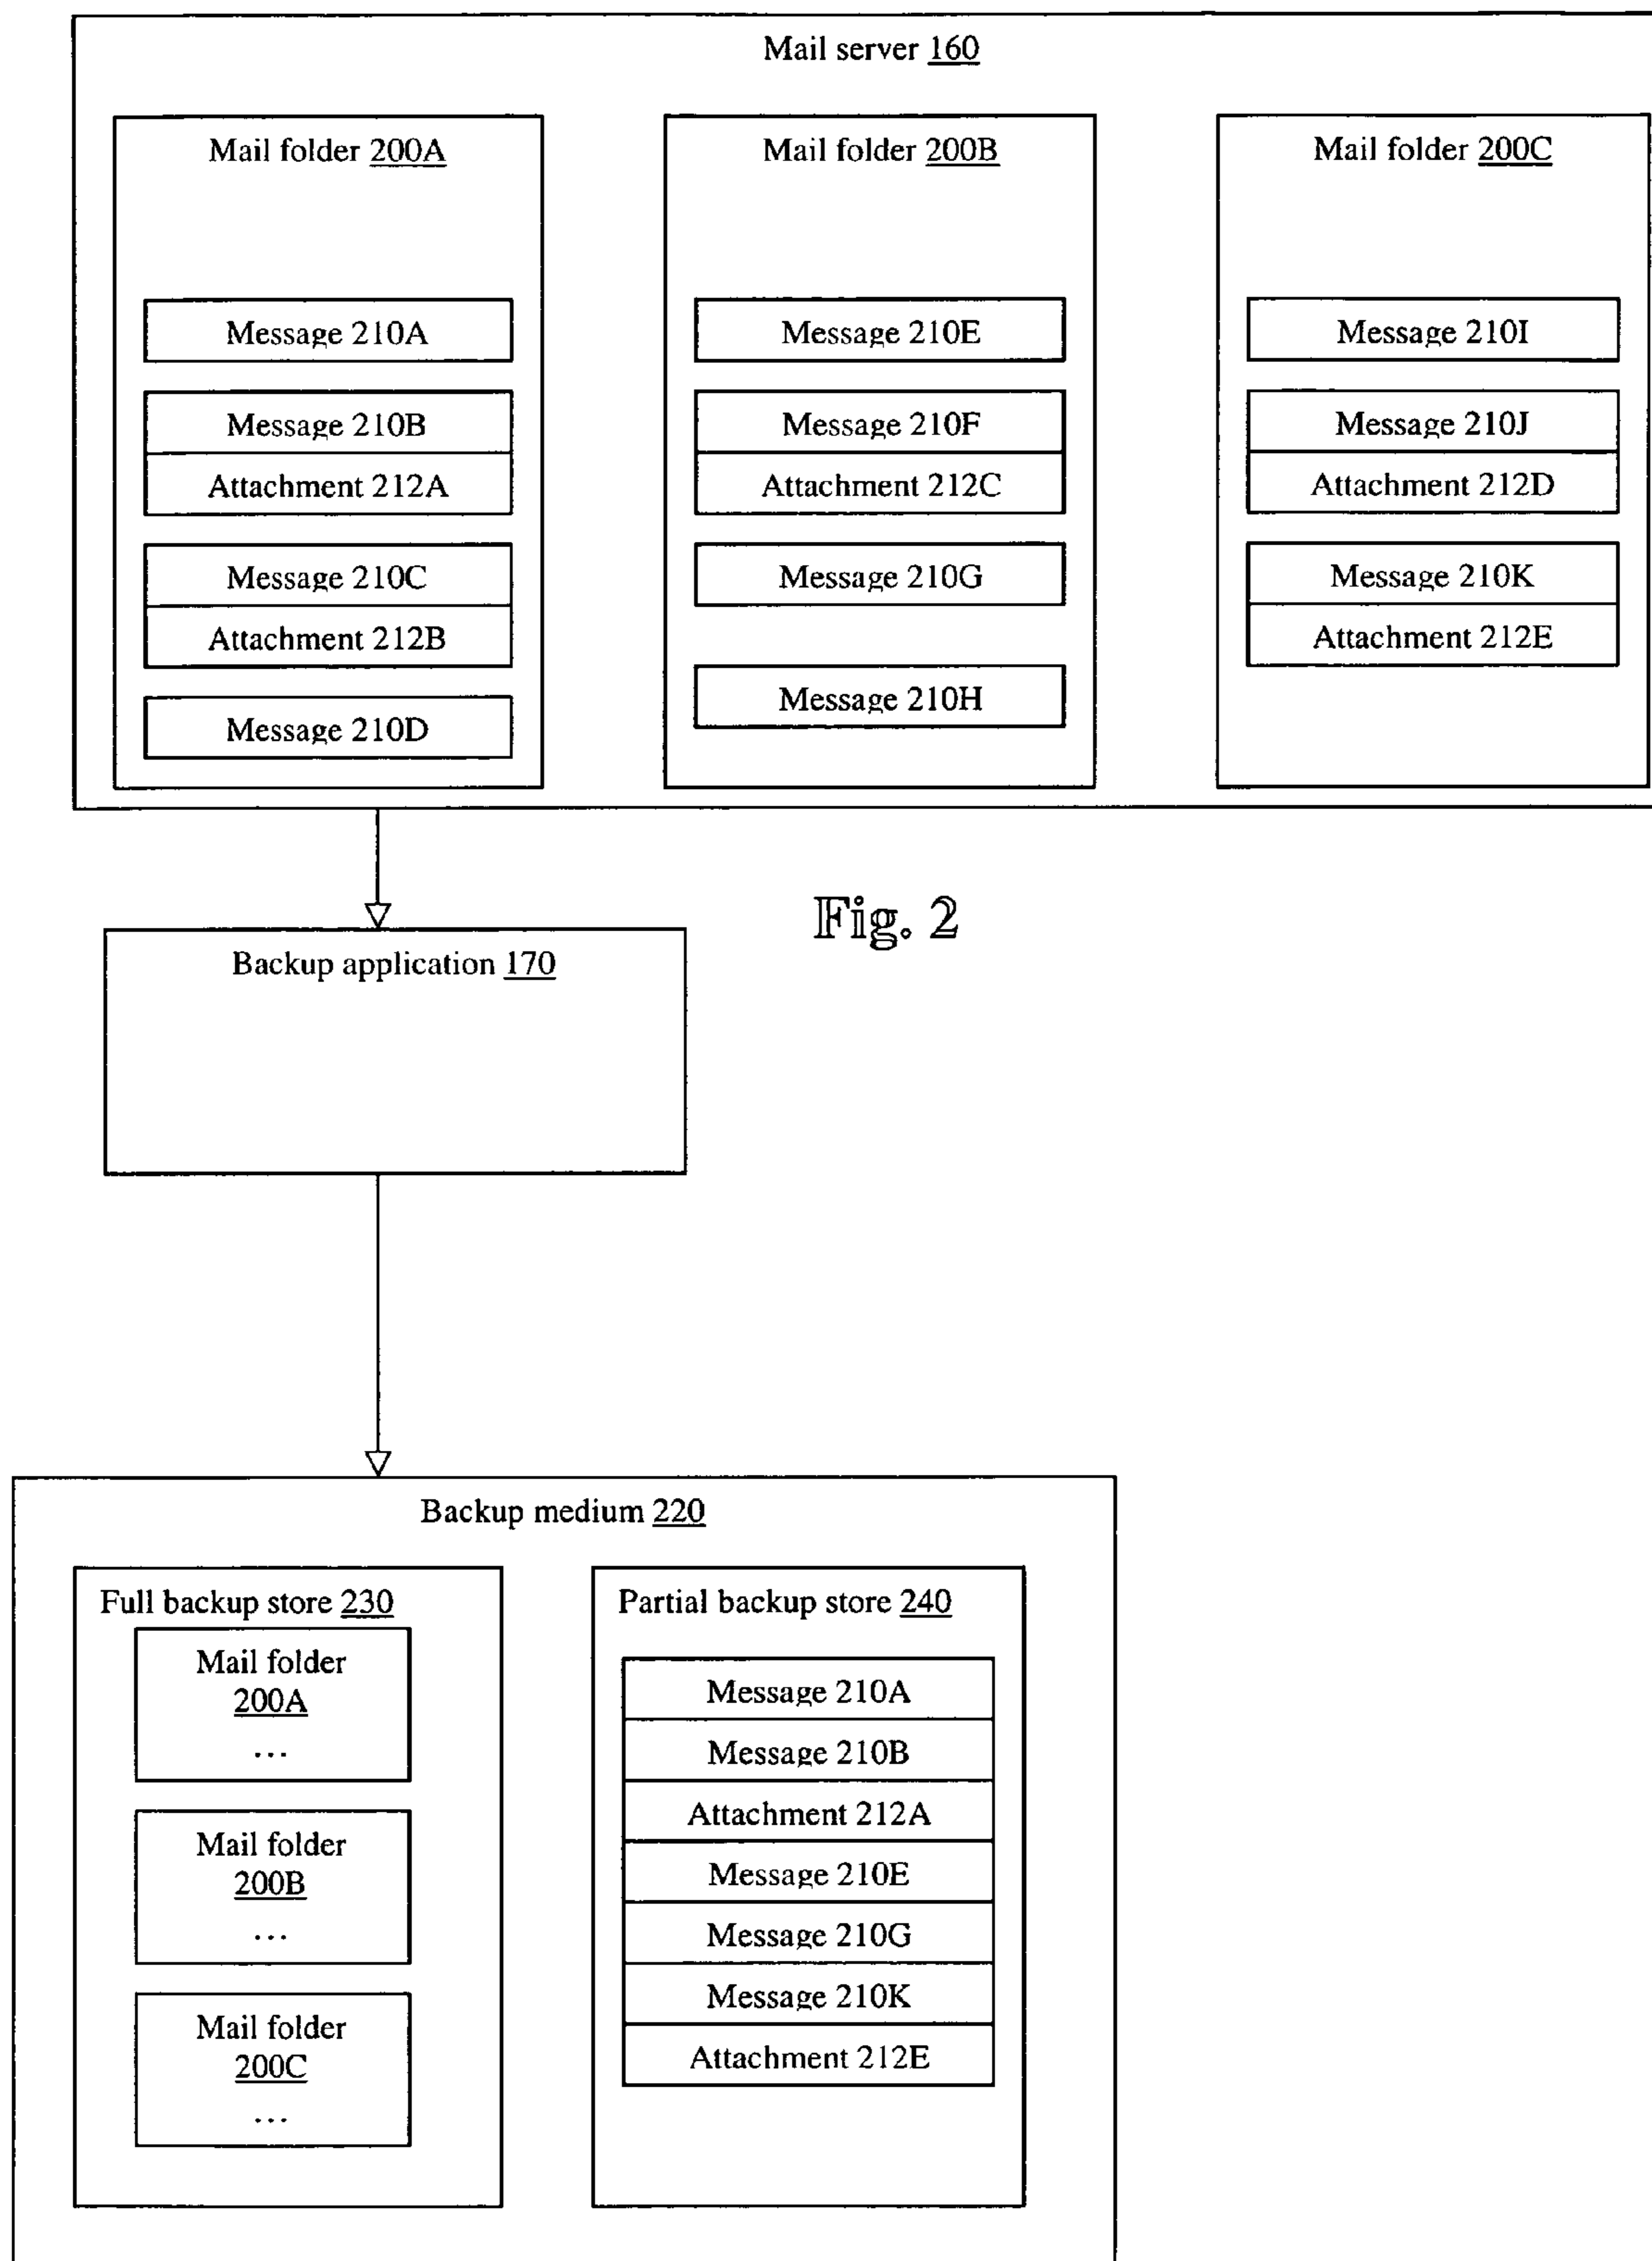 Mail server 160
Mail folder 200A
Message 210A
Message 210B
Attachment 212A
Message 210C
Attachment 212B
Message 210D
Mail folder 200B
Message 210E
Message 210F
Attachment 212C
Message 210G
Message 210H
Mail folder 200C
Message 210I
Message 210J
Attachment 212D
Message 210K
Attachment 212E
Fig. 2
Backup application 170
Backup medium 220
Full backup store 230
Mail folder
200A
...
Mail folder
200B
...
Mail folder
200C
...
Partial backup store 240
Message 210A
Message 210B
Attachment 212A
Message 210E
Message 210G
Message 210K
Attachment 212E